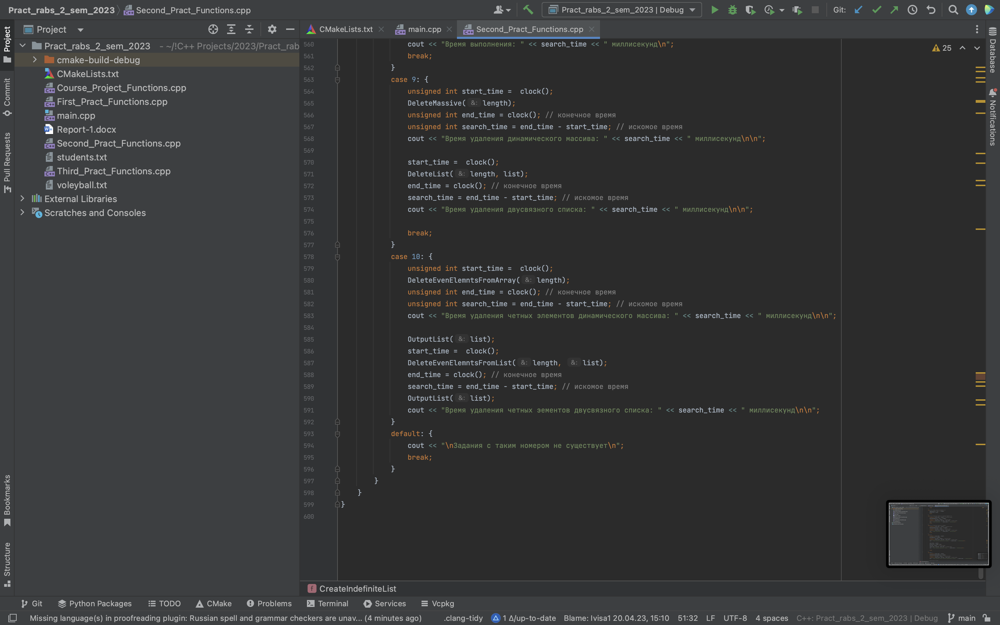 Pract_rabs_2_sem_2023 Second_Pract_Functions.cpp
Pract_rabs_2_sem_2023 | Debug
Git:
Project
Commit
Pull Requests
Bookmarks
Structure
Project
Pract_rabs_2_sem_2023 - ~/!C++ Projects/2023/Pract_rab
cmake-build-debug
CMakeLists.txt
Course_Project_Functions.cpp
First_Pract_Functions.cpp
main.cpp
Report-1.docx
Second_Pract_Functions.cpp
students.txt
Third_Pract_Functions.cpp
voleyball.txt
External Libraries
Scratches and Consoles
CMakeLists.txt main.cpp Second_Pract_Functions.cpp
25
560 cout << "Время выполнения: " << search_time << " миллисекунд\n";
561 break;
562 }
563 case 9: {
564 unsigned int start_time =  clock();
565 DeleteMassive( &: length);
566 unsigned int end_time = clock(); // конечное время
567 unsigned int search_time = end_time - start_time; // искомое время
568 cout << "Время удаления динамического массива: " << search_time << " миллисекунд\n\n";
569
570 start_time =  clock();
571 DeleteList( &: length, list);
572 end_time = clock(); // конечное время
573 search_time = end_time - start_time; // искомое время
574 cout << "Время удаления двусвязного списка: " << search_time << " миллисекунд\n\n";
575
576 break;
577 }
578 case 10: {
579 unsigned int start_time =  clock();
580 DeleteEvenElemntsFromArray( &: length);
581 unsigned int end_time = clock(); // конечное время
582 unsigned int search_time = end_time - start_time; // искомое время
583 cout << "Время удаления четных элементов динамического массива: " << search_time << " миллисекунд\n\n";
584
585 OutputList( &: list);
586 start_time =  clock();
587 DeleteEvenElemntsFromList( &: length, &: list);
588 end_time = clock(); // конечное время
589 search_time = end_time - start_time; // искомое время
590 OutputList( &: list);
591 cout << "Время удаления четных эементов двусвязного списка: " << search_time << " миллисекунд\n\n";
592 }
593 default: {
594 cout << "\nЗадания с таким номером не существует\n";
595 break;
596 }
597 }
598 }
599 }
600
Database
Notifications
f CreateIndefiniteList
Git Python Packages TODO CMake Problems Terminal Services Vcpkg
Missing language(s) in proofreading plugin: Russian spell and grammar checkers are unav... (4 minutes ago) .clang-tidy 1 Δ/up-to-date Blame: Ivisa1 20.04.23, 15:10 51:32 LF UTF-8 4 spaces C++: Pract_rabs_2_sem_2023 | Debug main